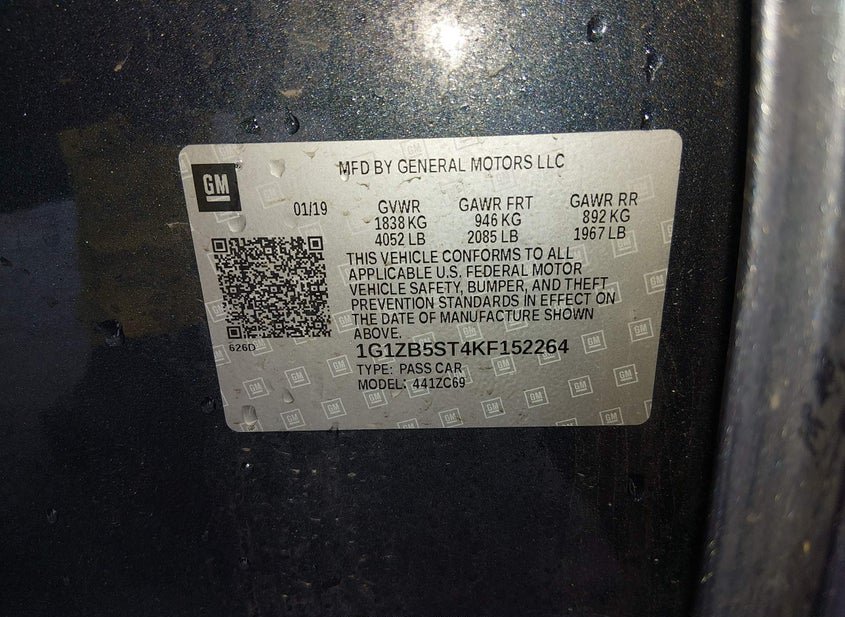 GM
MFD BY GENERAL MOTORS LLC
01/19
GVWR GAWR FRT GAWR RR
1838 KG 946 KG 892 KG
4052 LB 2085 LB 1967 LB
THIS VEHICLE CONFORMS TO ALL
APPLICABLE U.S. FEDERAL MOTOR
VEHICLE SAFETY, BUMPER, AND THEFT
PREVENTION STANDARDS IN EFFECT ON
THE DATE OF MANUFACTURE SHOWN
ABOVE.
626D
1G1ZB5ST4KF152264
TYPE: PASS CAR
MODEL: 441ZC69